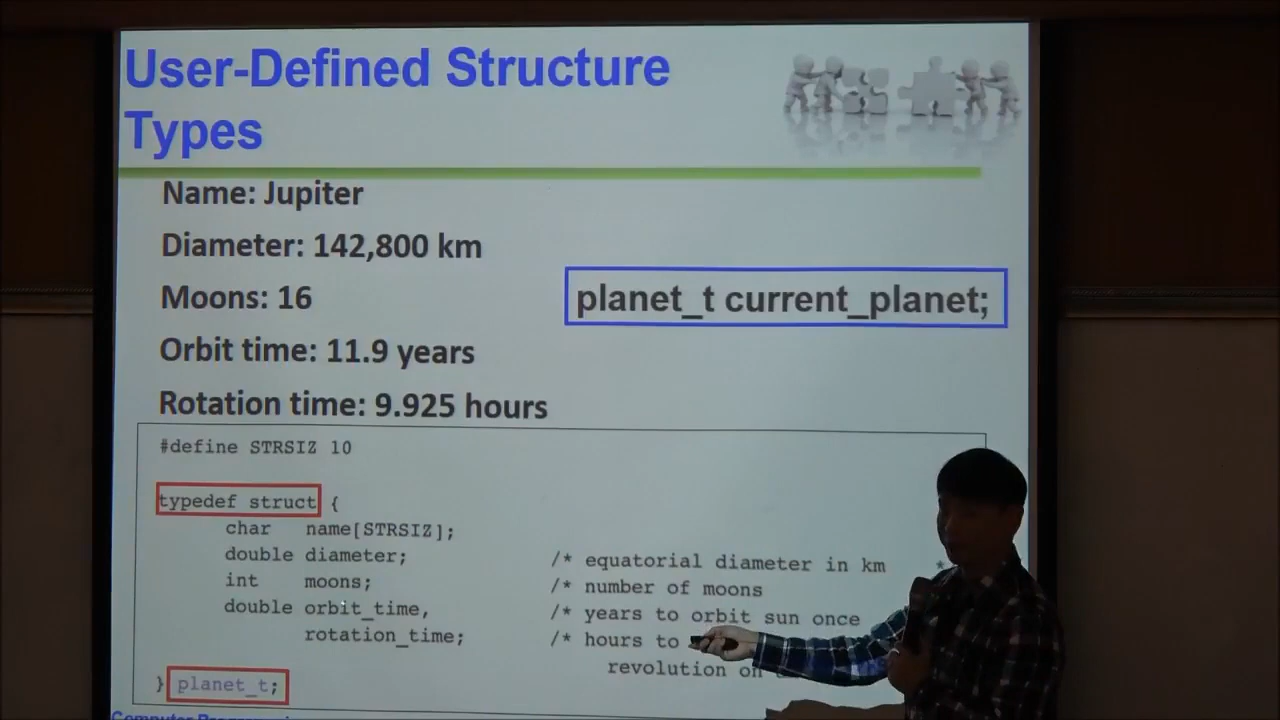 User-Defined Structure
Types
Name: Jupiter
Diameter: 142,800 km
Moons: 16
planet_t current_planet;
Orbit time: 11.9 years
Rotation time: 9.925 hours
#define STRSIZ 10
typedef struct {
char name[STRSIZ];
double diameter; /* equatorial diameter in km *
int moons; /* number of moons
double orbit_time, /* years to orbit sun once
rotation_time; /* hours to
revolution on
} planet_t;
Computer